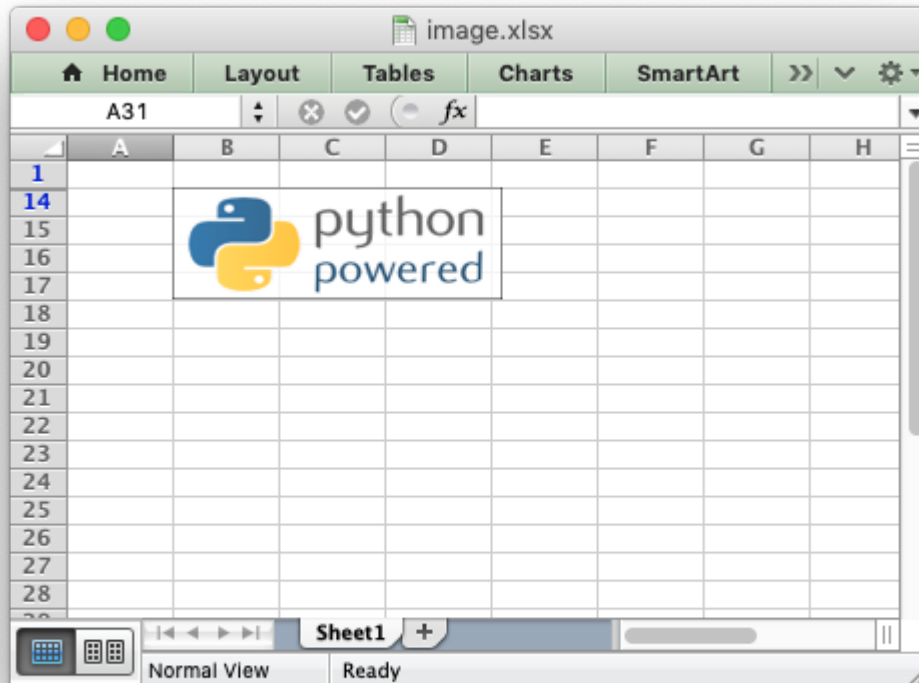 image.xlsx
Home Layout Tables Charts SmartArt
A31 fx
A B C D E F G H
1
14
15
16
17
python
powered
18
19
20
21
22
23
24
25
26
27
28
Sheet1 +
Normal View Ready